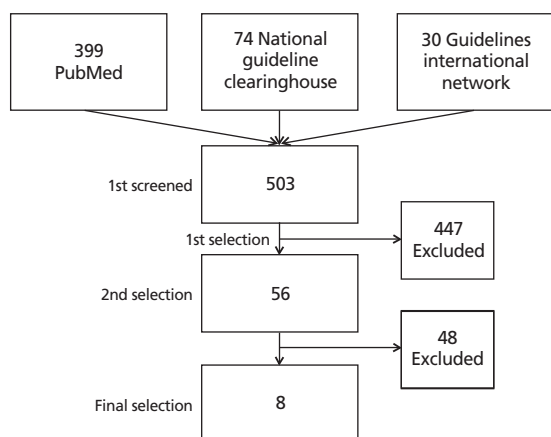 399
PubMed
74 National
guideline
clearinghouse
30 Guidelines
international
network
1st screened
503
1st selection
447
Excluded
2nd selection
56
48
Excluded
Final selection
8